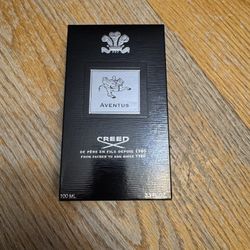 AVENTUS
CREED
DE PÈRE EN FILS DEPUIS 1760
FROM FATHER TO SON SINCE 1760
100 ML